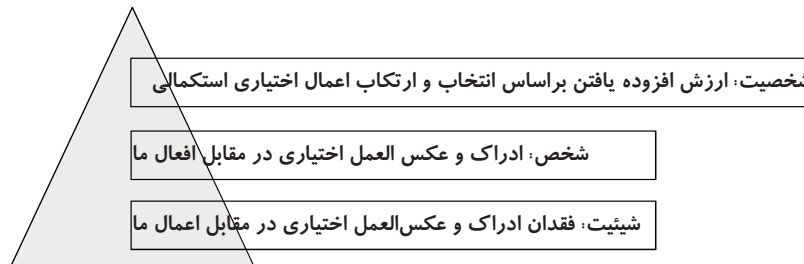 شخصیت: ارزش افزوده یافتن براساس انتخاب و ارتکاب اعمال اختیاری استکمالی
شخص: ادراک و عکس العمل اختیاری در مقابل افعال ما
شیئیت: فقدان ادراک و عکس‌العمل اختیاری در مقابل اعمال ما